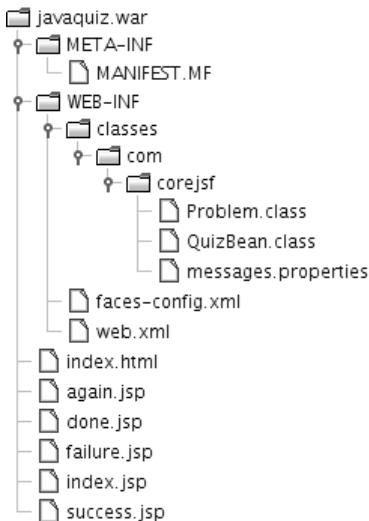 javaquiz.war
META-INF
MANIFEST.MF
WEB-INF
classes
com
corejsf
Problem.class
QuizBean.class
messages.properties
faces-config.xml
web.xml
index.html
again.jsp
done.jsp
failure.jsp
index.jsp
success.jsp